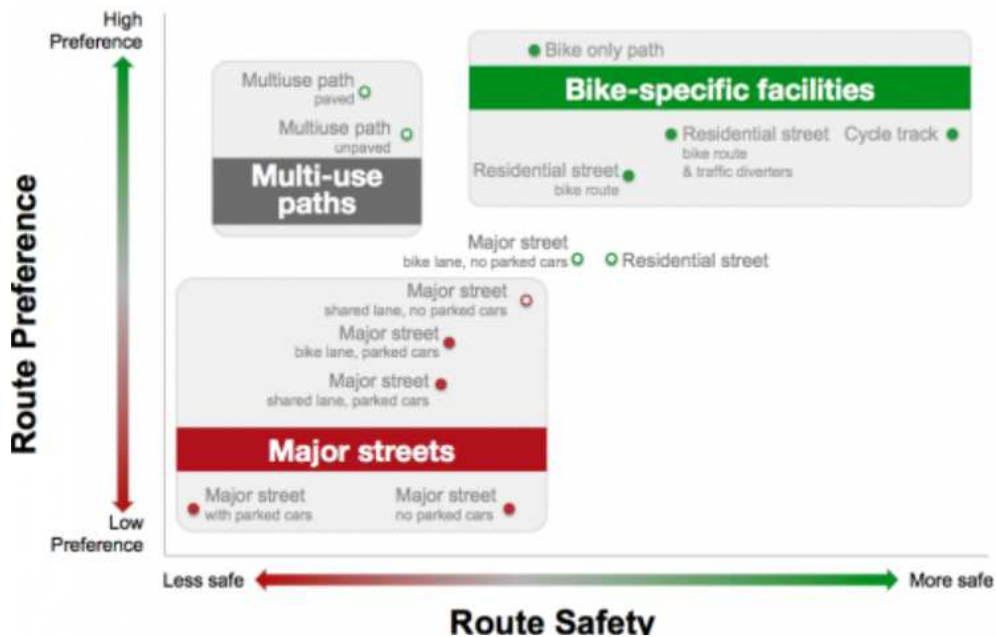 High
Preference
Bike only path
Bike-specific facilities
Multiuse path
paved
Multiuse path
unpaved
Multi-use
paths
Residential street
bike route
& traffic diverters
Cycle track
Residential street
bike route
Major street
bike lane, no parked cars
Residential street
Major street
shared lane, no parked cars
Major street
bike lane, parked cars
Major street
shared lane, parked cars
Major streets
Major street
with parked cars
Major street
no parked cars
Low
Preference
Route Preference
Less safe
More safe
Route Safety